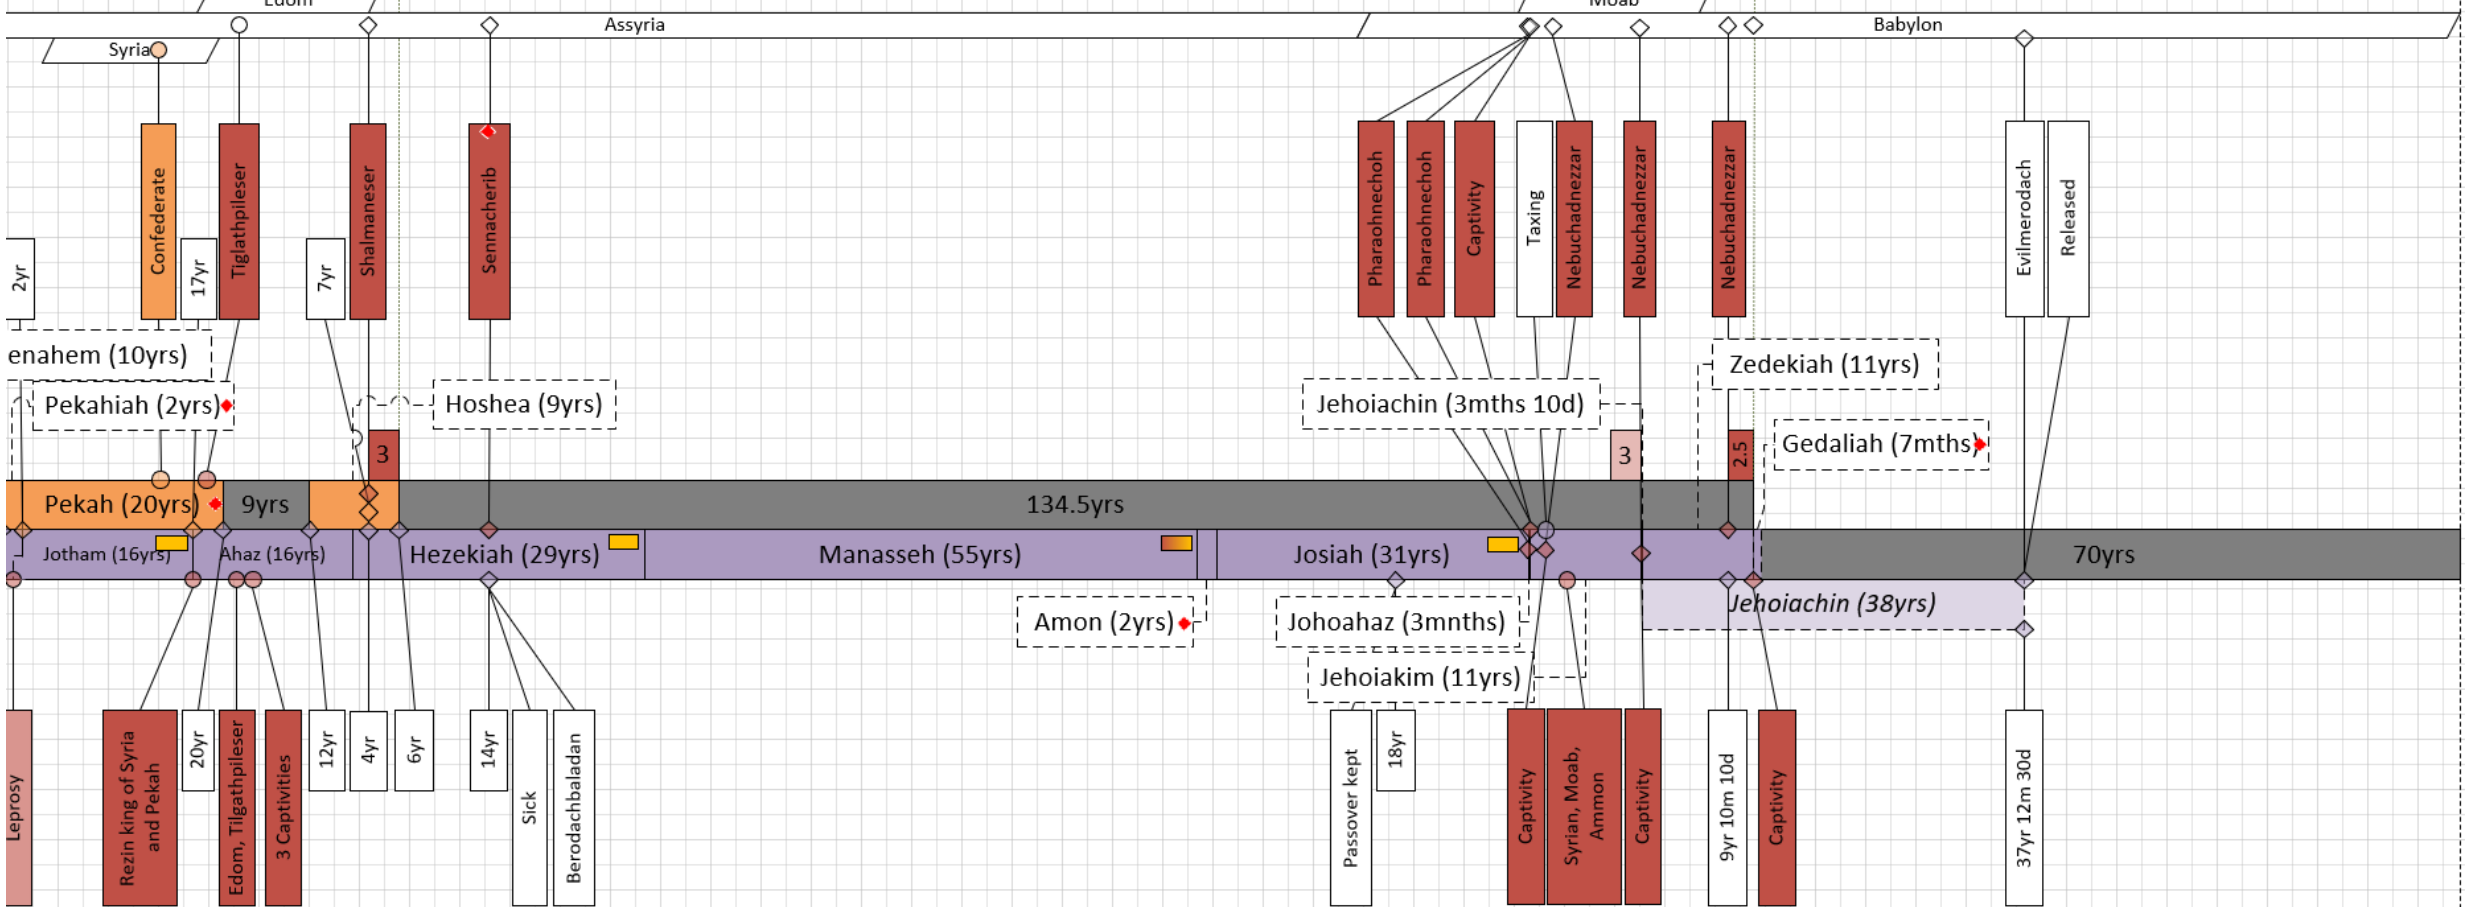 Edom
Moab
Assyria
Babylon
Syria
Confederate
Tiglathpileser
Shalmaneser
Sennacherib
Pharaohnechoh
Pharaohnechoh
Captivity
Taxing
Nebuchadnezzar
Nebuchadnezzar
Nebuchadnezzar
Evilmerodach
Released
2yr
17yr
7yr
enahem (10yrs)
Zedekiah (11yrs)
Pekahiah (2yrs)
Hoshea (9yrs)
Jehoiachin (3mths 10d)
Gedaliah (7mths)
3
3
2.5
Pekah (20yrs)
9yrs
134.5yrs
Jotham (16yrs)
Ahaz (16yrs)
Hezekiah (29yrs)
Manasseh (55yrs)
Josiah (31yrs)
70yrs
Jehoiachin (38yrs)
Amon (2yrs)
Johoahaz (3mnths)
Jehoiakim (11yrs)
Leprosy
Rezin king of Syria
and Pekah
20yr
Edom, Tilgathpileser
3 Captivities
12yr
4yr
6yr
14yr
Sick
Berodachbaladan
Passover kept
18yr
Captivity
Syrian, Moab,
Ammon
Captivity
9yr 10m 10d
Captivity
37yr 12m 30d